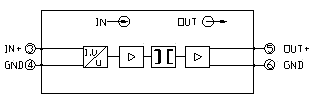 IN OUT
IN+ 3 I,U U 5 OUT+
GND 4 6 GND